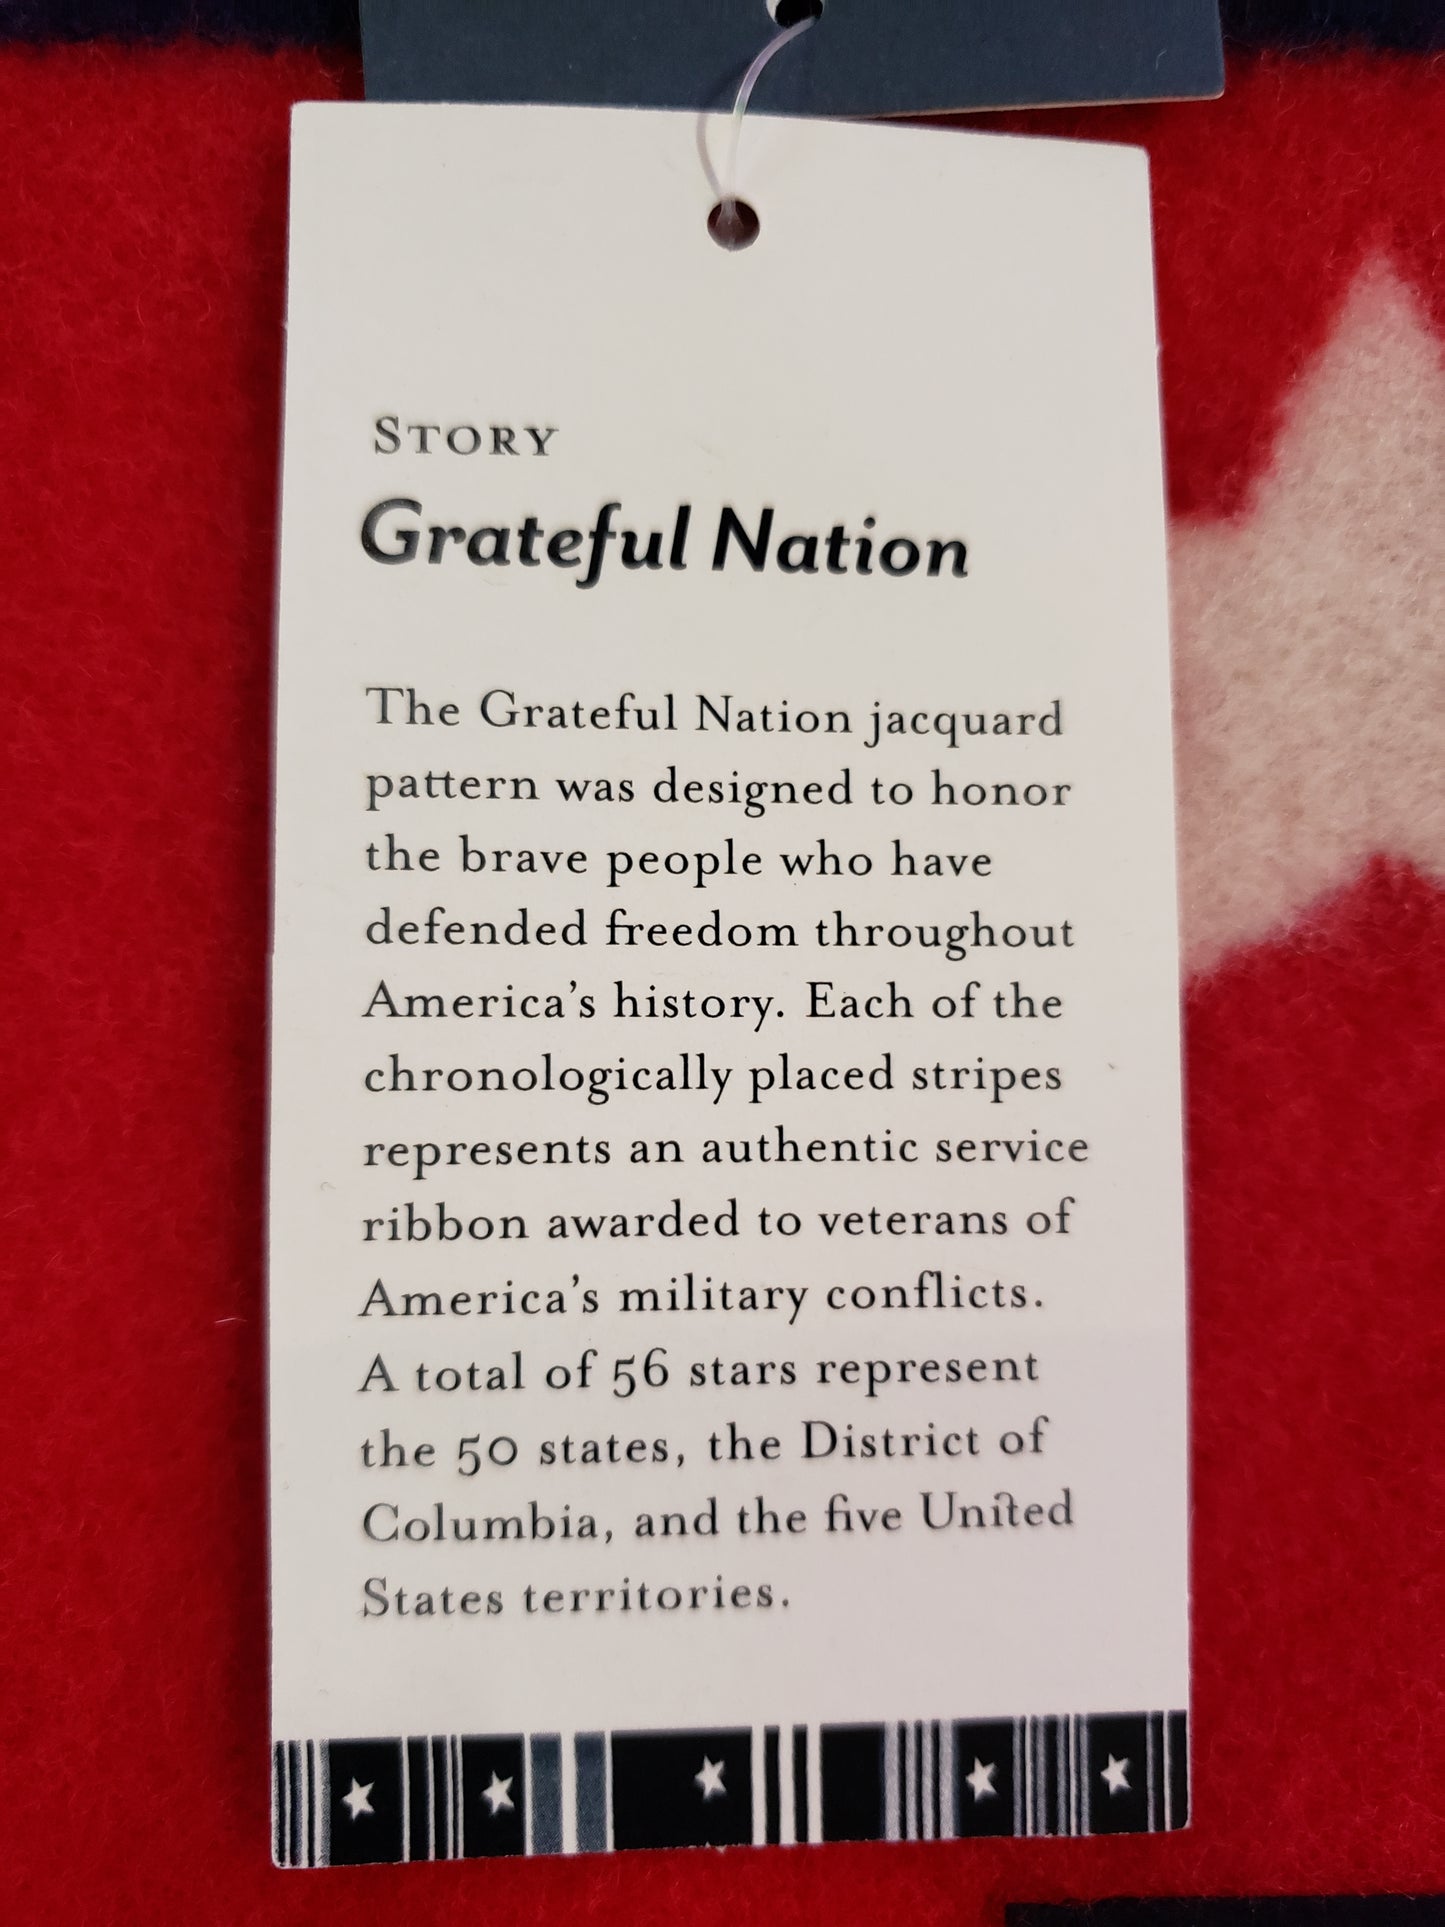 STORY
Grateful Nation
The Grateful Nation jacquard
pattern was designed to honor
the brave people who have
defended freedom throughout
America’s history. Each of the
chronologically placed stripes
represents an authentic service
ribbon awarded to veterans of
America’s military conflicts.
A total of 56 stars represent
the 50 states, the District of
Columbia, and the five United
States territories.